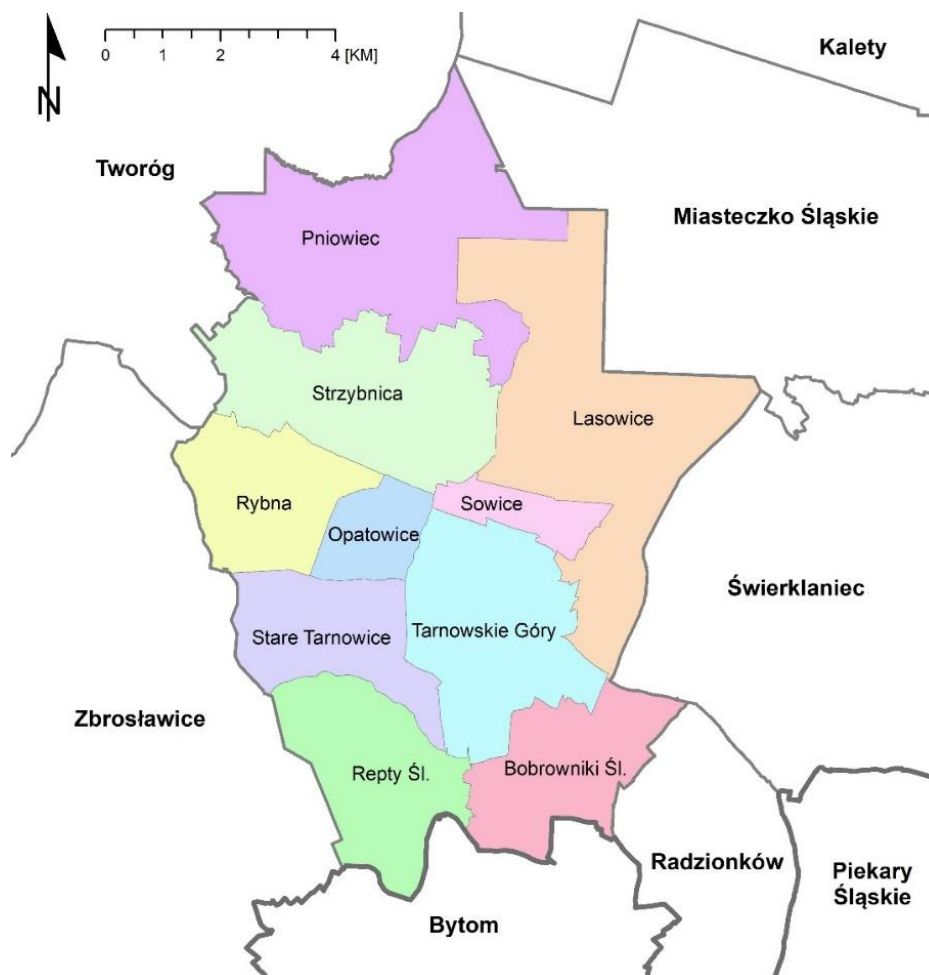 0 1 2 4 [KM]
N
Kalety
Tworóg
Miasteczko Śląskie
Pniowiec
Strzybnica
Lasowice
Rybna
Sowice
Opatowice
Świerklaniec
Stare Tarnowice
Tarnowskie Góry
Zbrosławice
Repty Śl.
Bobrowniki Śl.
Radzionków
Piekary
Śląskie
Bytom